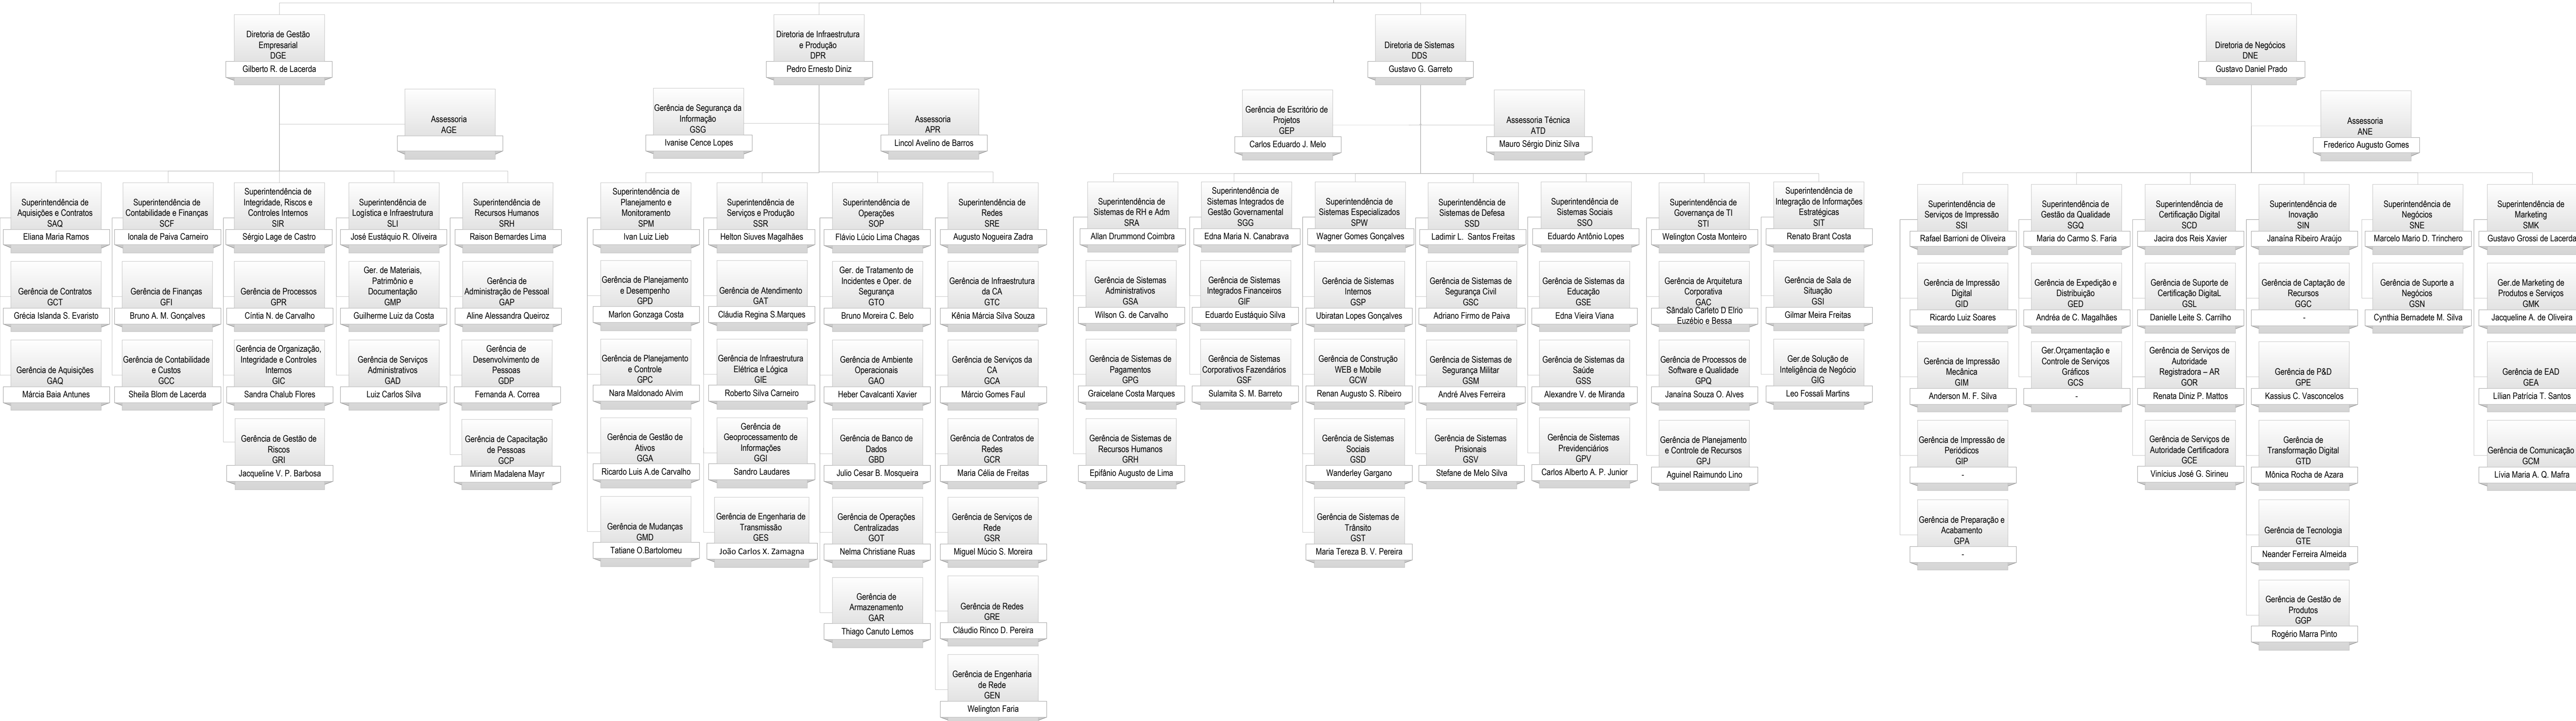 Diretoria de Gestão
Empresarial
DGE
Gilberto R. de Lacerda
Diretoria de Infraestrutura
e Produção
DPR
Pedro Ernesto Diniz
Diretoria de Sistemas
DDS
Gustavo G. Garreto
Diretoria de Negócios
DNE
Gustavo Daniel Prado
Assessoria
AGE
Gerência de Segurança da
Informação
GSG
Ivanise Cence Lopes
Assessoria
APR
Lincol Avelino de Barros
Gerência de Escritório de
Projetos
GEP
Carlos Eduardo J. Melo
Assessoria Técnica
ATD
Mauro Sérgio Diniz Silva
Assessoria
ANE
Frederico Augusto Gomes
Superintendência de
Aquisições e Contratos
SAQ
Eliana Maria Ramos
Superintendência de
Contabilidade e Finanças
SCF
Ionala de Paiva Carneiro
Superintendência de
Integridade, Riscos e
Controles Internos
SIR
Sérgio Lage de Castro
Superintendência de
Logística e Infraestrutura
SLI
José Eustáquio R. Oliveira
Superintendência de
Recursos Humanos
SRH
Raison Bernardes Lima
Superintendência de
Planejamento e
Monitoramento
SPM
Ivan Luiz Lieb
Superintendência de
Serviços e Produção
SSR
Helton Siuves Magalhães
Superintendência de
Operações
SOP
Flávio Lúcio Lima Chagas
Superintendência de
Redes
SRE
Augusto Nogueira Zadra
Superintendência de
Sistemas de RH e Adm
SRA
Allan Drummond Coimbra
Superintendência de
Sistemas Integrados de
Gestão Governamental
SGG
Edna Maria N. Canabrava
Superintendência de
Sistemas Especializados
SPW
Wagner Gomes Gonçalves
Superintendência de
Sistemas de Defesa
SSD
Ladimir L. Santos Freitas
Superintendência de
Sistemas Sociais
SSO
Eduardo Antônio Lopes
Superintendência de
Governança de TI
STI
Welington Costa Monteiro
Superintendência de
Integração de Informações
Estratégicas
SIT
Renato Brant Costa
Superintendência de
Serviços de Impressão
SSI
Rafael Barrioni de Oliveira
Superintendência de
Gestão da Qualidade
SGQ
Maria do Carmo S. Faria
Superintendência de
Certificação Digital
SCD
Jacira dos Reis Xavier
Superintendência de
Inovação
SIN
Janaína Ribeiro Araújo
Superintendência de
Negócios
SNE
Marcelo Mario D. Trinchero
Superintendência de
Marketing
SMK
Gustavo Grossi de Lacerda
Gerência de Contratos
GCT
Grécia Islanda S. Evaristo
Gerência de Finanças
GFI
Bruno A. M. Gonçalves
Gerência de Processos
GPR
Cíntia N. de Carvalho
Ger. de Materiais,
Patrimônio e
Documentação
GMP
Guilherme Luiz da Costa
Gerência de
Administração de Pessoal
GAP
Aline Alessandra Queiroz
Gerência de Planejamento
e Desempenho
GPD
Marlon Gonzaga Costa
Gerência de Atendimento
GAT
Cláudia Regina S.Marques
Ger. de Tratamento de
Incidentes e Oper. de
Segurança
GTO
Bruno Moreira C. Belo
Gerência de Infraestrutura
da CA
GTC
Kênia Márcia Silva Souza
Gerência de Sistemas
Administrativos
GSA
Wilson G. de Carvalho
Gerência de Sistemas
Integrados Financeiros
GIF
Eduardo Eustáquio Silva
Gerência de Sistemas
Internos
GSP
Ubiratan Lopes Gonçalves
Gerência de Sistemas de
Segurança Civil
GSC
Adriano Firmo de Paiva
Gerência de Sistemas da
Educação
GSE
Edna Vieira Viana
Gerência de Arquitetura
Corporativa
GAC
Sândalo Carleto D Elrio
Euzébio e Bessa
Gerência de Sala de
Situação
GSI
Gilmar Meira Freitas
Gerência de Impressão
Digital
GID
Ricardo Luiz Soares
Gerência de Expedição e
Distribuição
GED
Andréa de C. Magalhães
Gerência de Suporte de
Certificação DigitaL
GSL
Danielle Leite S. Carrilho
Gerência de Captação de
Recursos
GGC
-
Gerência de Suporte a
Negócios
GSN
Cynthia Bernadete M. Silva
Ger.de Marketing de
Produtos e Serviços
GMK
Jacqueline A. de Oliveira
Gerência de Aquisições
GAQ
Márcia Baia Antunes
Gerência de Contabilidade
e Custos
GCC
Sheila Blom de Lacerda
Gerência de Organização,
Integridade e Controles
Internos
GIC
Sandra Chalub Flores
Gerência de Serviços
Administrativos
GAD
Luiz Carlos Silva
Gerência de
Desenvolvimento de
Pessoas
GDP
Fernanda A. Correa
Gerência de Planejamento
e Controle
GPC
Nara Maldonado Alvim
Gerência de Infraestrutura
Elétrica e Lógica
GIE
Roberto Silva Carneiro
Gerência de Ambiente
Operacionais
GAO
Heber Cavalcanti Xavier
Gerência de Serviços da
CA
GCA
Márcio Gomes Faul
Gerência de Sistemas de
Pagamentos
GPG
Graicelane Costa Marques
Gerência de Sistemas
Corporativos Fazendários
GSF
Sulamita S. M. Barreto
Gerência de Construção
WEB e Mobile
GCW
Renan Augusto S. Ribeiro
Gerência de Sistemas de
Segurança Militar
GSM
André Alves Ferreira
Gerência de Sistemas da
Saúde
GSS
Alexandre V. de Miranda
Gerência de Processos de
Software e Qualidade
GPQ
Janaína Souza O. Alves
Ger.de Solução de
Inteligência de Negócio
GIG
Leo Fossali Martins
Gerência de Impressão
Mecânica
GIM
Anderson M. F. Silva
Ger.Orçamentação e
Controle de Serviços
Gráficos
GCS
-
Gerência de Serviços de
Autoridade
Registradora – AR
GOR
Renata Diniz P. Mattos
Gerência de P&D
GPE
Kassius C. Vasconcelos
Gerência de EAD
GEA
Lílian Patrícia T. Santos
Gerência de Gestão de
Riscos
GRI
Jacqueline V. P. Barbosa
Gerência de Capacitação
de Pessoas
GCP
Miriam Madalena Mayr
Gerência de Gestão de
Ativos
GGA
Ricardo Luis A.de Carvalho
Gerência de
Geoprocessamento de
Informações
GGI
Sandro Laudares
Gerência de Banco de
Dados
GBD
Julio Cesar B. Mosqueira
Gerência de Contratos de
Redes
GCR
Maria Célia de Freitas
Gerência de Sistemas de
Recursos Humanos
GRH
Epifânio Augusto de Lima
Gerência de Sistemas
Sociais
GSD
Wanderley Gargano
Gerência de Sistemas
Prisionais
GSV
Stefane de Melo Silva
Gerência de Sistemas
Previdenciários
GPV
Carlos Alberto A. P. Junior
Gerência de Planejamento
e Controle de Recursos
GPJ
Aguinel Raimundo Lino
Gerência de Impressão de
Periódicos
GIP
-
Gerência de Serviços de
Autoridade Certificadora
GCE
Vinícius José G. Sirineu
Gerência de
Transformação Digital
GTD
Mônica Rocha de Azara
Gerência de Comunicação
GCM
Lívia Maria A. Q. Mafra
Gerência de Mudanças
GMD
Tatiane O.Bartolomeu
Gerência de Engenharia de
Transmissão
GES
João Carlos X. Zamagna
Gerência de Operações
Centralizadas
GOT
Nelma Christiane Ruas
Gerência de Serviços de
Rede
GSR
Miguel Múcio S. Moreira
Gerência de Sistemas de
Trânsito
GST
Maria Tereza B. V. Pereira
Gerência de Preparação e
Acabamento
GPA
-
Gerência de Tecnologia
GTE
Neander Ferreira Almeida
Gerência de
Armazenamento
GAR
Thiago Canuto Lemos
Gerência de Redes
GRE
Cláudio Rinco D. Pereira
Gerência de Gestão de
Produtos
GGP
Rogério Marra Pinto
Gerência de Engenharia
de Rede
GEN
Welington Faria